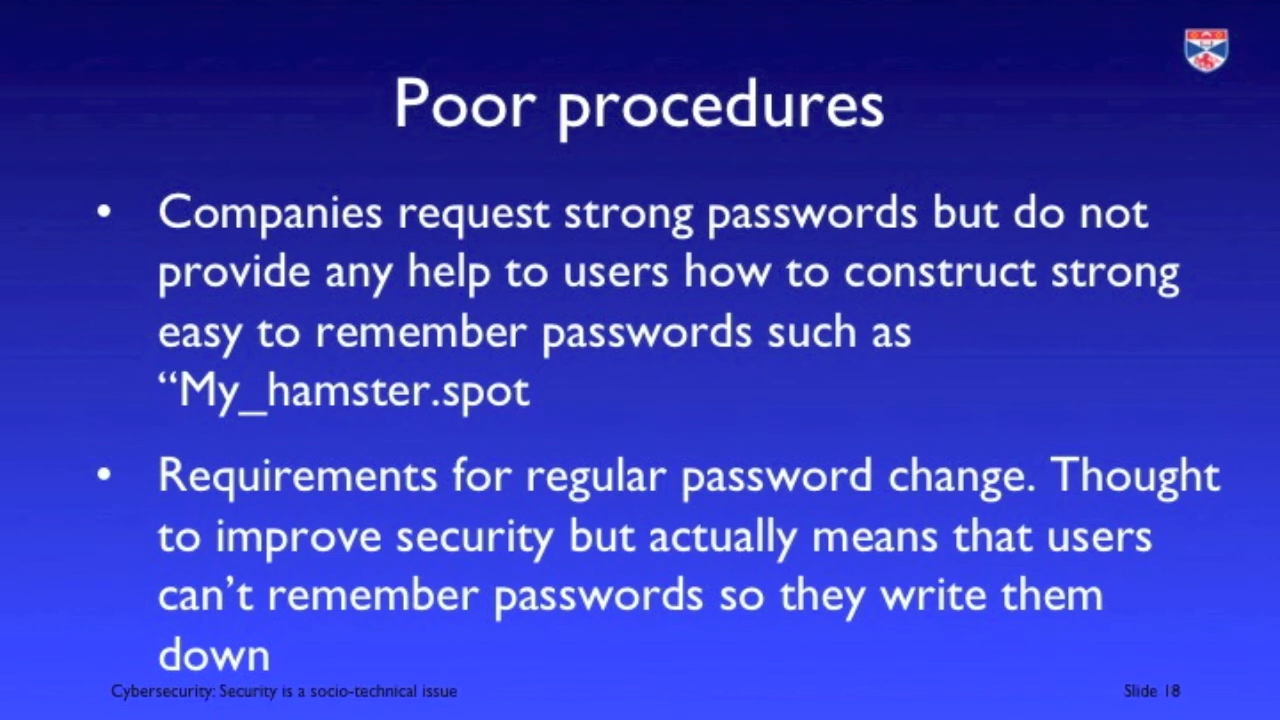 Poor procedures
• Companies request strong passwords but do not
provide any help to users how to construct strong
easy to remember passwords such as
“My_hamster.spot
• Requirements for regular password change. Thought
to improve security but actually means that users
can’t remember passwords so they write them
down
Cybersecurity: Security is a socio-technical issue
Slide 18